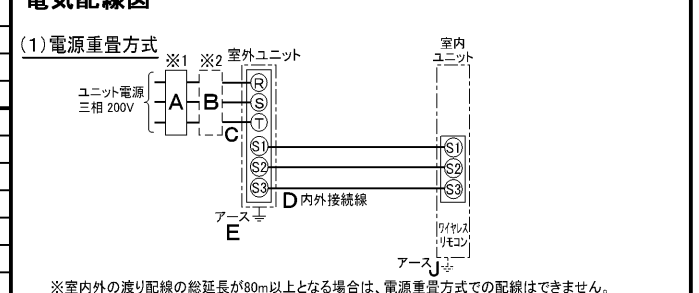 電気配線図
(1)電源重畳方式
※1 ※2 室外ユニット
室内
ユニット
ユニット電源
三相 200V
A B
R
S
T
C
S1
S2
S3
S1
S2
S3
D 内外接続線
アース
E
ワイヤレス
リモコン
アース J
※室内外の渡り配線の総延長が80m以上となる場合は、電源重畳方式での配線はできません。